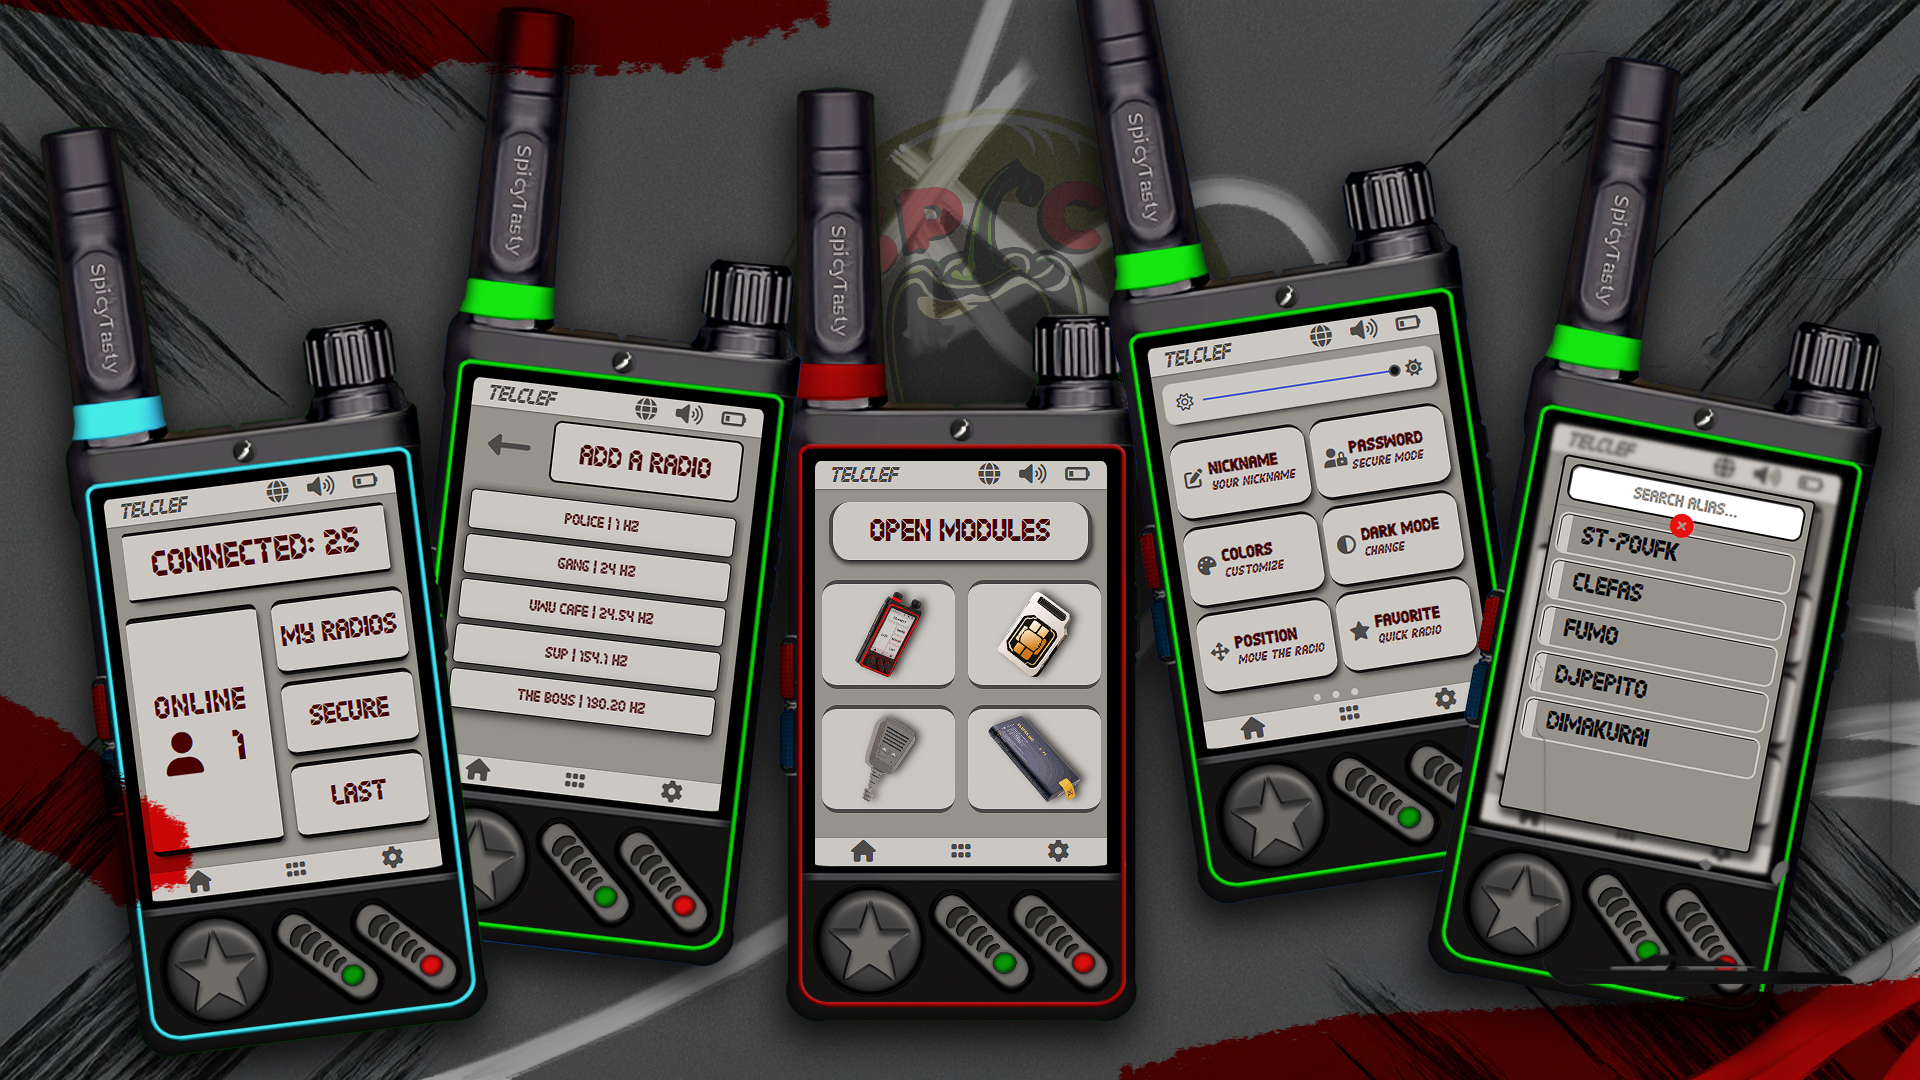 SpicyTasty
TELCLEF
CONNECTED: 25
ONLINE
1
MY RADIOS
SECURE
LAST
SpicyTasty
TELCLEF
ADD A RADIO
POLICE | 1 HZ
GANG | 24 HZ
UWU CAFE | 24.54 HZ
SUP | 154.1 HZ
THE BOYS | 190.20 HZ
SpicyTasty
TELCLEF
OPEN MODULES
P C
SpicyTasty
TELCLEF
NICKNAME
YOUR NICKNAME
PASSWORD
SECURE MODE
COLORS
CUSTOMIZE
DARK MODE
CHANGE
POSITION
MOVE THE RADIO
FAVORITE
QUICK RADIO
SpicyTasty
TELCLEF
SEARCH ALIAS...
ST-70VFK
CLEFAS
FUMO
DJPEPITO
DIMAKURAI